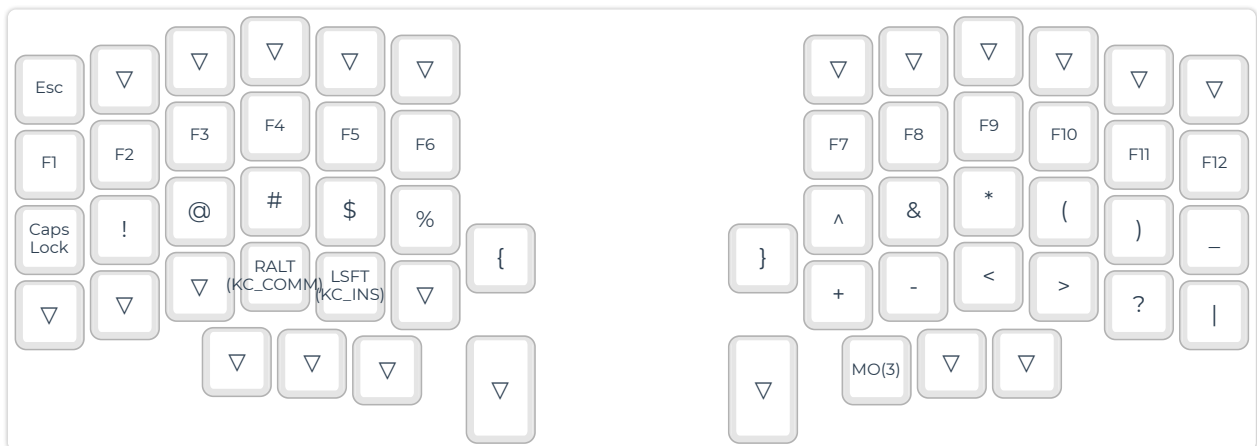 Esc ▽ ▽ ▽ ▽ ▽ ▽ ▽ ▽ ▽ ▽ ▽
F1 F2 F3 F4 F5 F6 F7 F8 F9 F10 F11 F12
Caps
Lock ! @ # $ % { } ^ & * ( ) _
▽ ▽ ▽ RALT
(KC_COMM) LSFT
(KC_INS) ▽ + - < > ? |
▽ ▽ ▽ ▽ ▽ MO(3) ▽ ▽